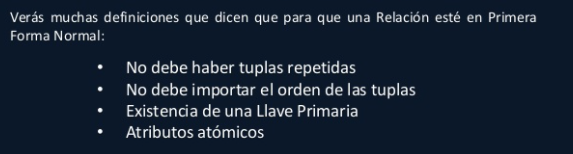 Verás muchas definiciones que dicen que para que una Relación esté en Primera
Forma Normal:
• No debe haber tuplas repetidas
• No debe importar el orden de las tuplas
• Existencia de una Llave Primaria
• Atributos atómicos